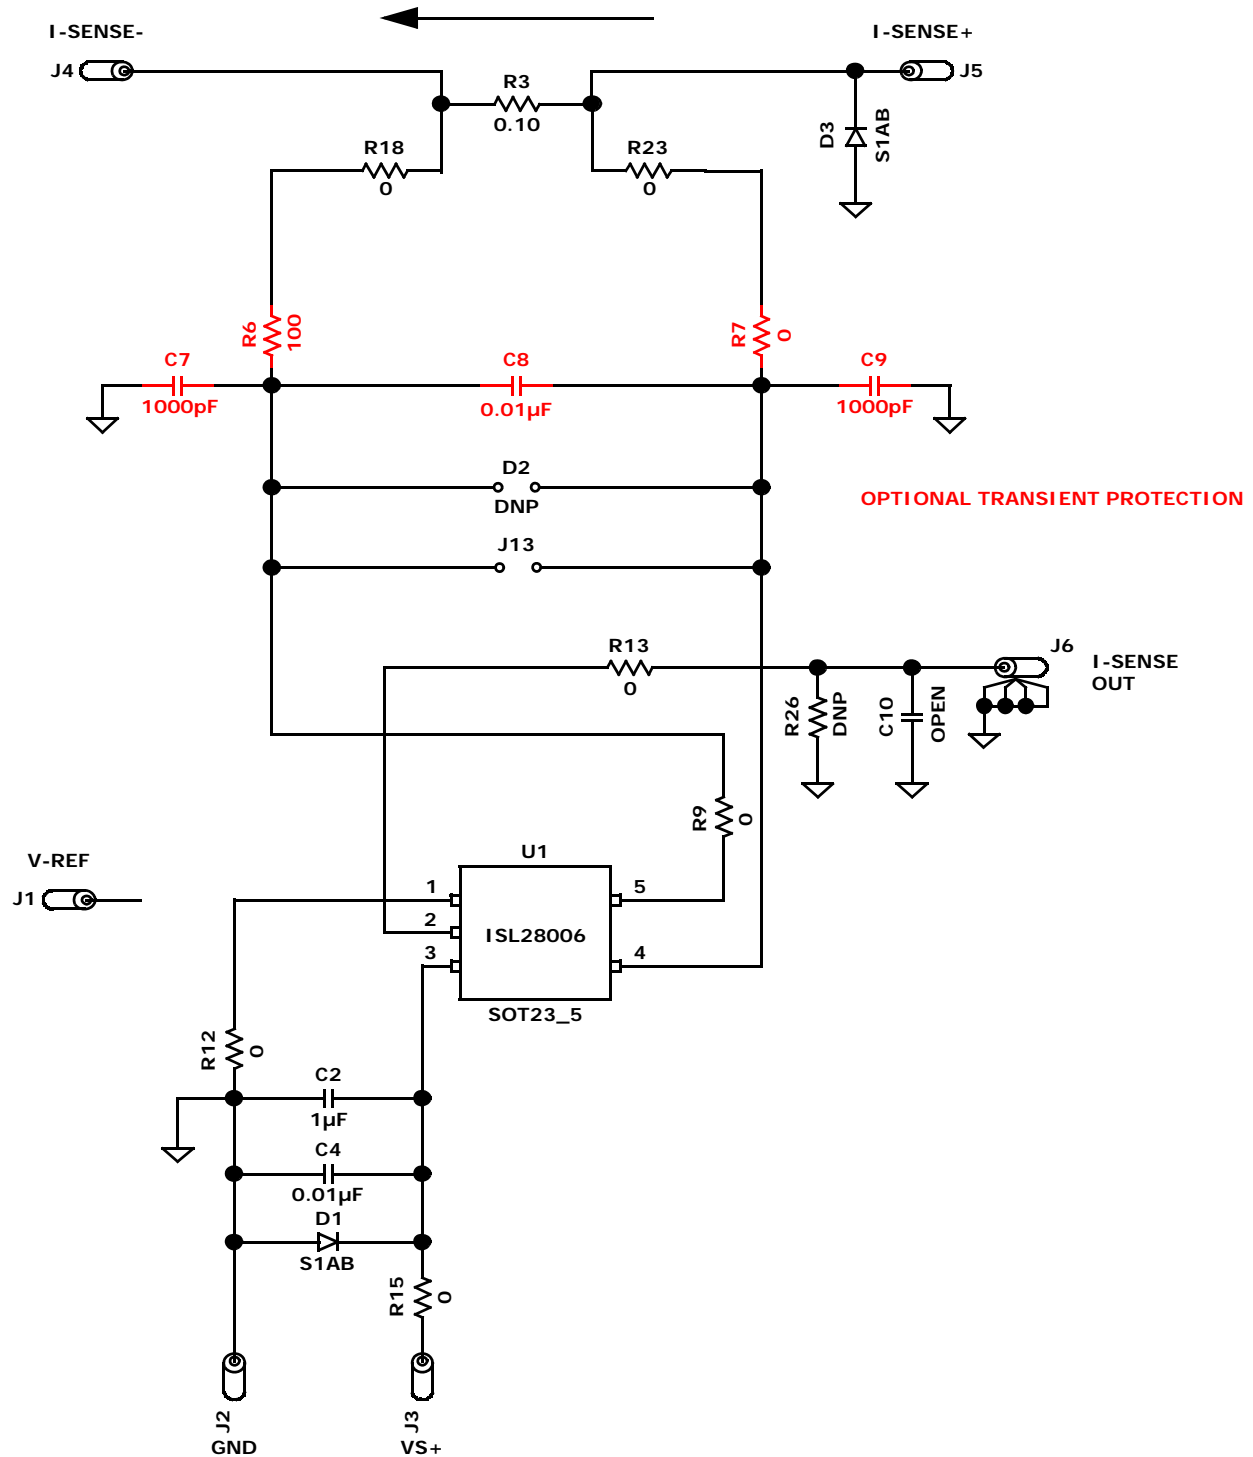 I-SENSE-
I-SENSE+
J4
J5
R3
0.10
D3
S1AB
R18
0
R23
0
R6
100
R7
0
C7
1000pF
C8
0.01µF
C9
1000pF
D2
DNP
OPTIONAL TRANSIENT PROTECTION
J13
R13
0
J6
I-SENSE
OUT
R26
DNP
C10
OPEN
R9
0
V-REF
J1
U1
1
2
3
5
4
ISL28006
SOT23_5
R12
0
C2
1µF
C4
0.01µF
D1
S1AB
R15
0
J2
GND
J3
VS+